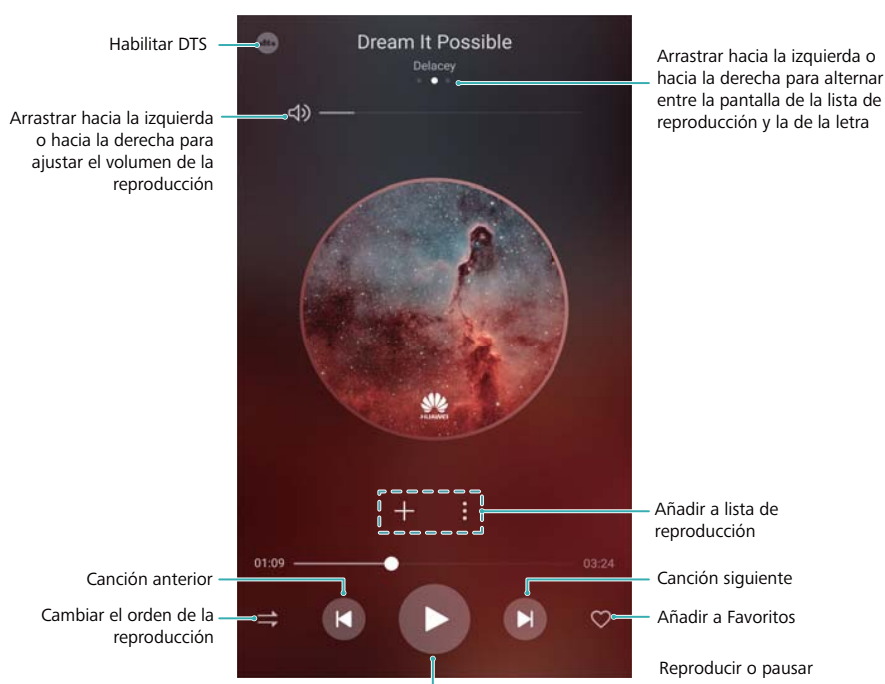 Habilitar DTS
dts
Dream It Possible
Delacey
Arrastrar hacia la izquierda o
hacia la derecha para alternar
entre la pantalla de la lista de
reproducción y la de la letra
Arrastrar hacia la izquierda
o hacia la derecha para
ajustar el volumen de la
reproducción
HUAWEI
Añadir a lista de
reproducción
01:09
03:24
Canción anterior
Canción siguiente
Cambiar el orden de la
reproducción
Añadir a Favoritos
Reproducir o pausar